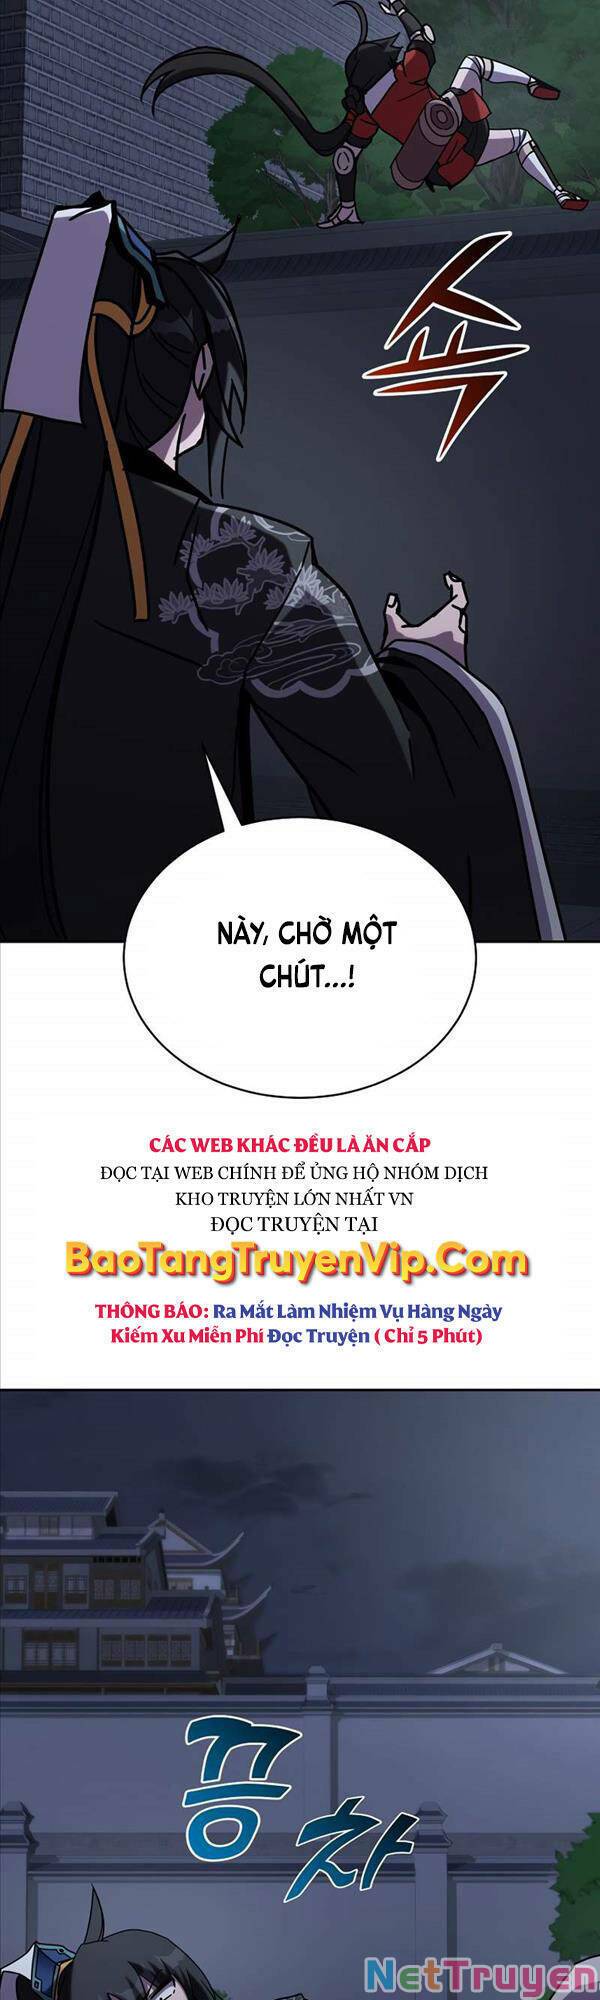 슉
NÀY, CHỜ MỘT
CHÚT...!
CÁC WEB KHÁC ĐỀU LÀ ĂN CẮP
ĐỌC TẠI WEB CHÍNH ĐỂ ỦNG HỘ NHÓM DỊCH
KHO TRUYỆN LỚN NHẤT VN
ĐỌC TRUYỆN TẠI
BaoTangTruyenVip.Com
THÔNG BÁO: Ra Mắt Làm Nhiệm Vụ Hàng Ngày
Kiếm Xu Miễn Phí Đọc Truyện ( Chỉ 5 Phút)
끙차
NetTruyen